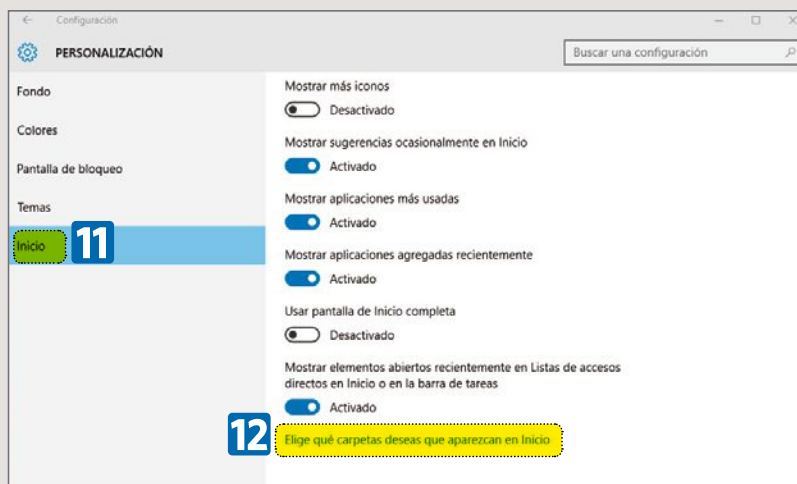 Configuración
PERSONALIZACIÓN
Buscar una configuración
Fondo
Colores
Pantalla de bloqueo
Temas
Inicio
11
Mostrar más iconos
Desactivado
Mostrar sugerencias ocasionalmente en Inicio
Activado
Mostrar aplicaciones más usadas
Activado
Mostrar aplicaciones agregadas recientemente
Activado
Usar pantalla de Inicio completa
Desactivado
Mostrar elementos abiertos recientemente en Listas de accesos
directos en Inicio o en la barra de tareas
Activado
12
Elige qué carpetas deseas que aparezcan en Inicio